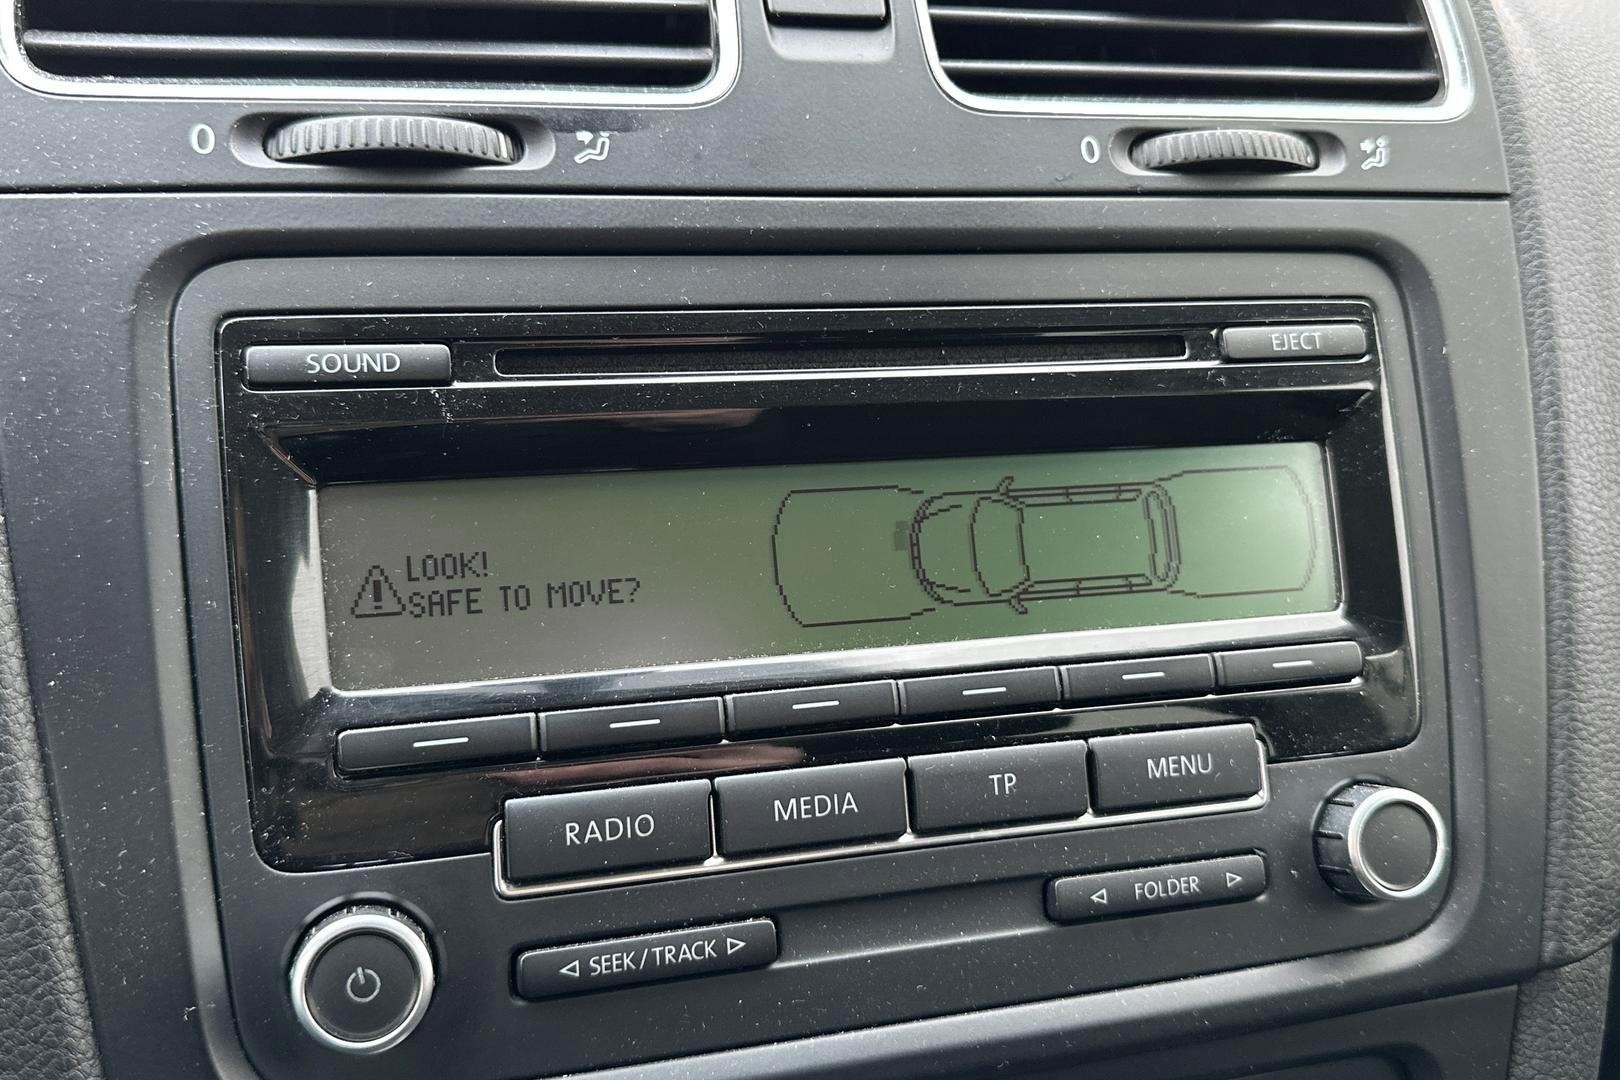 0
0
SOUND
EJECT
LOOK!
SAFE TO MOVE?
RADIO
MEDIA
TP
MENU
FOLDER
SEEK/TRACK